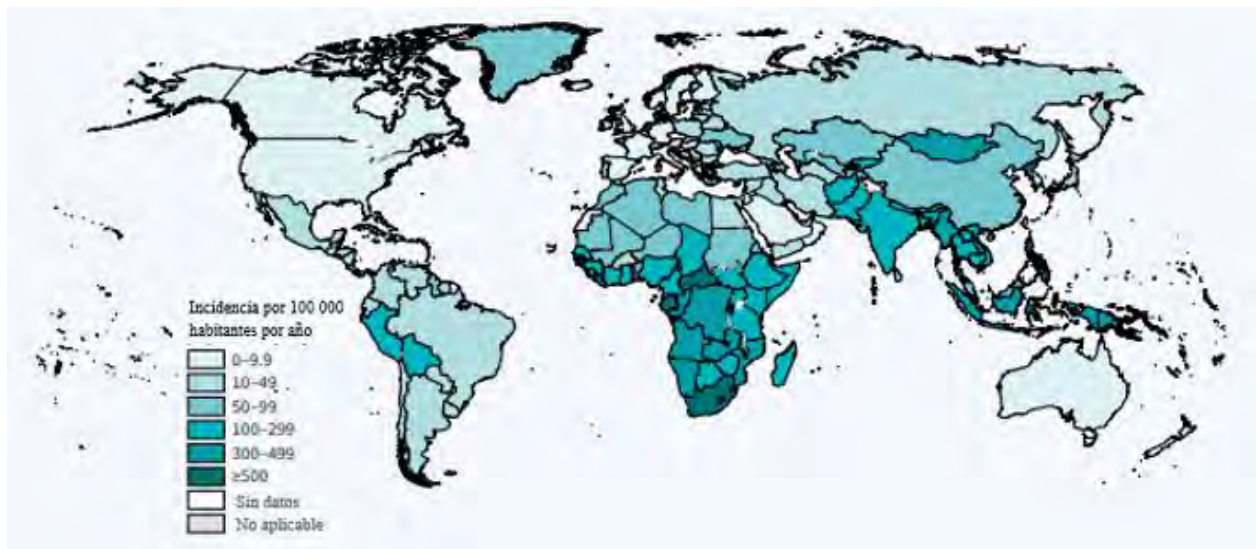 Incidencia por 100 000
habitantes por año
0–9.9
10–49
50–99
100–299
300–499
≥500
Sin datos
No aplicable